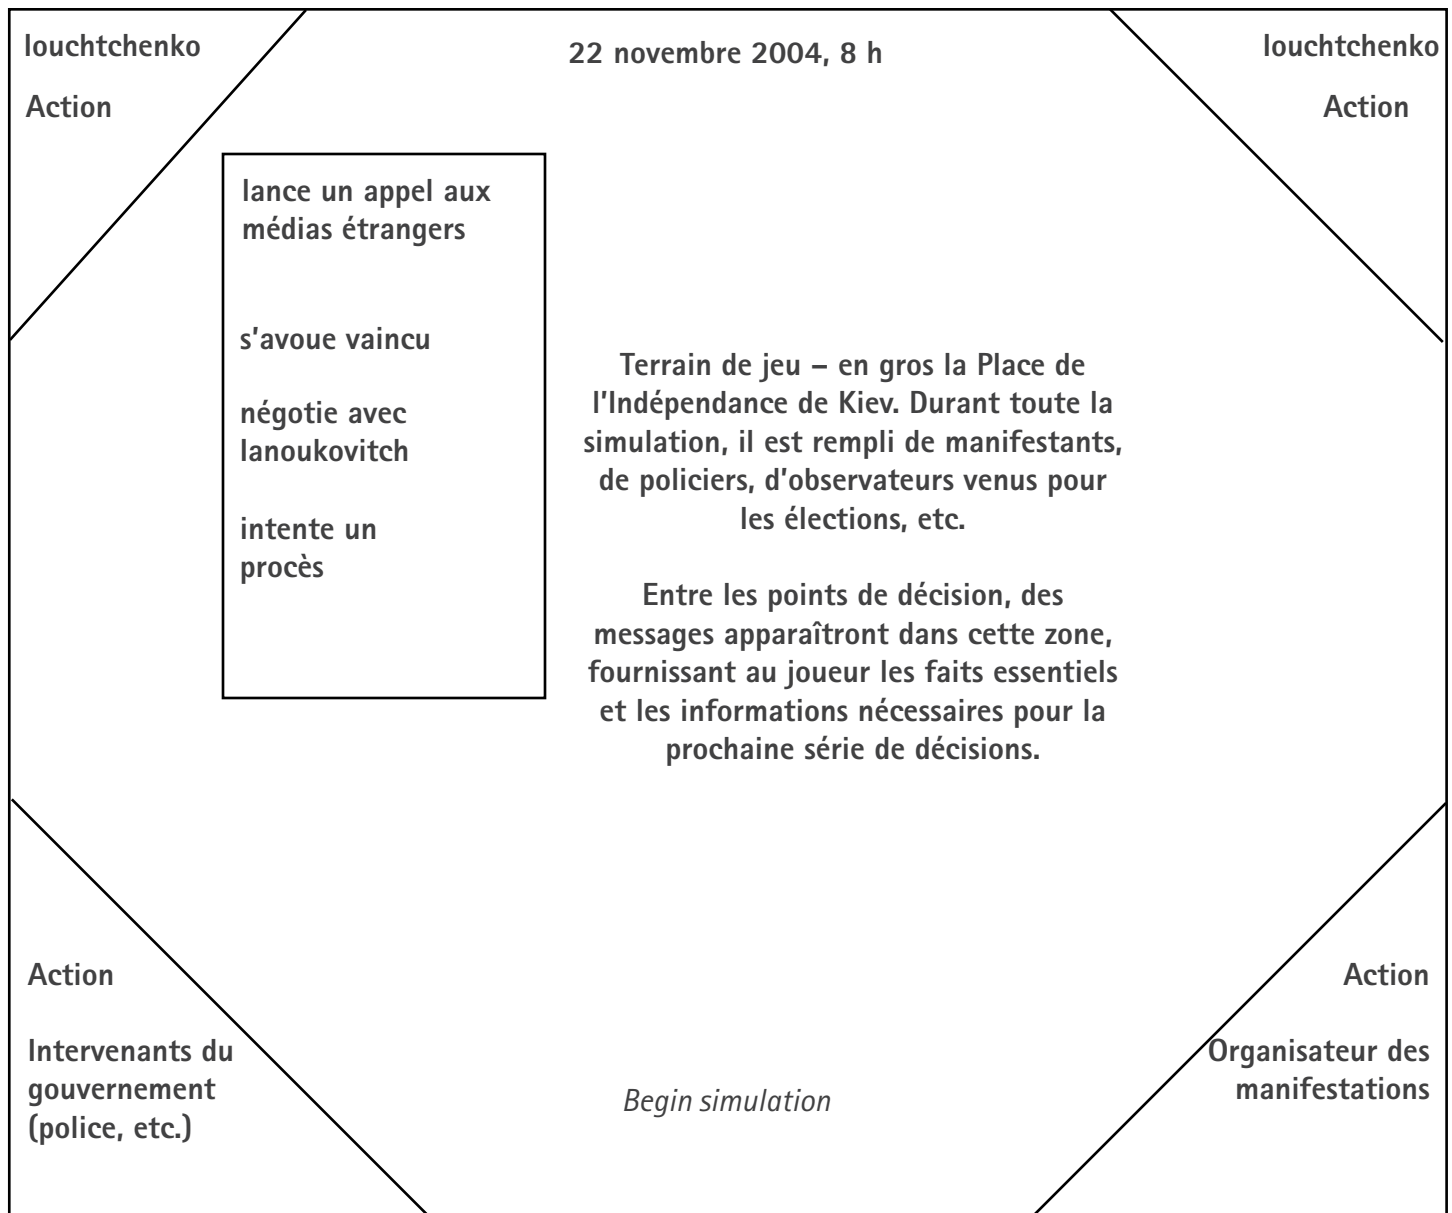 Iouchtchenko
Action
22 novembre 2004, 8 h
Iouchtchenko
Action
lance un appel aux
médias étrangers
s'avoue vaincu
négotie avec
Ianoukovitch
intente un
procès
Terrain de jeu – en gros la Place de
l'Indépendance de Kiev. Durant toute la
simulation, il est rempli de manifestants,
de policiers, d'observateurs venus pour
les élections, etc.
Entre les points de décision, des
messages apparaîtront dans cette zone,
fournissant au joueur les faits essentiels
et les informations nécessaires pour la
prochaine série de décisions.
Action
Intervenants du
gouvernement
(police, etc.)
Begin simulation
Action
Organisateur des
manifestations